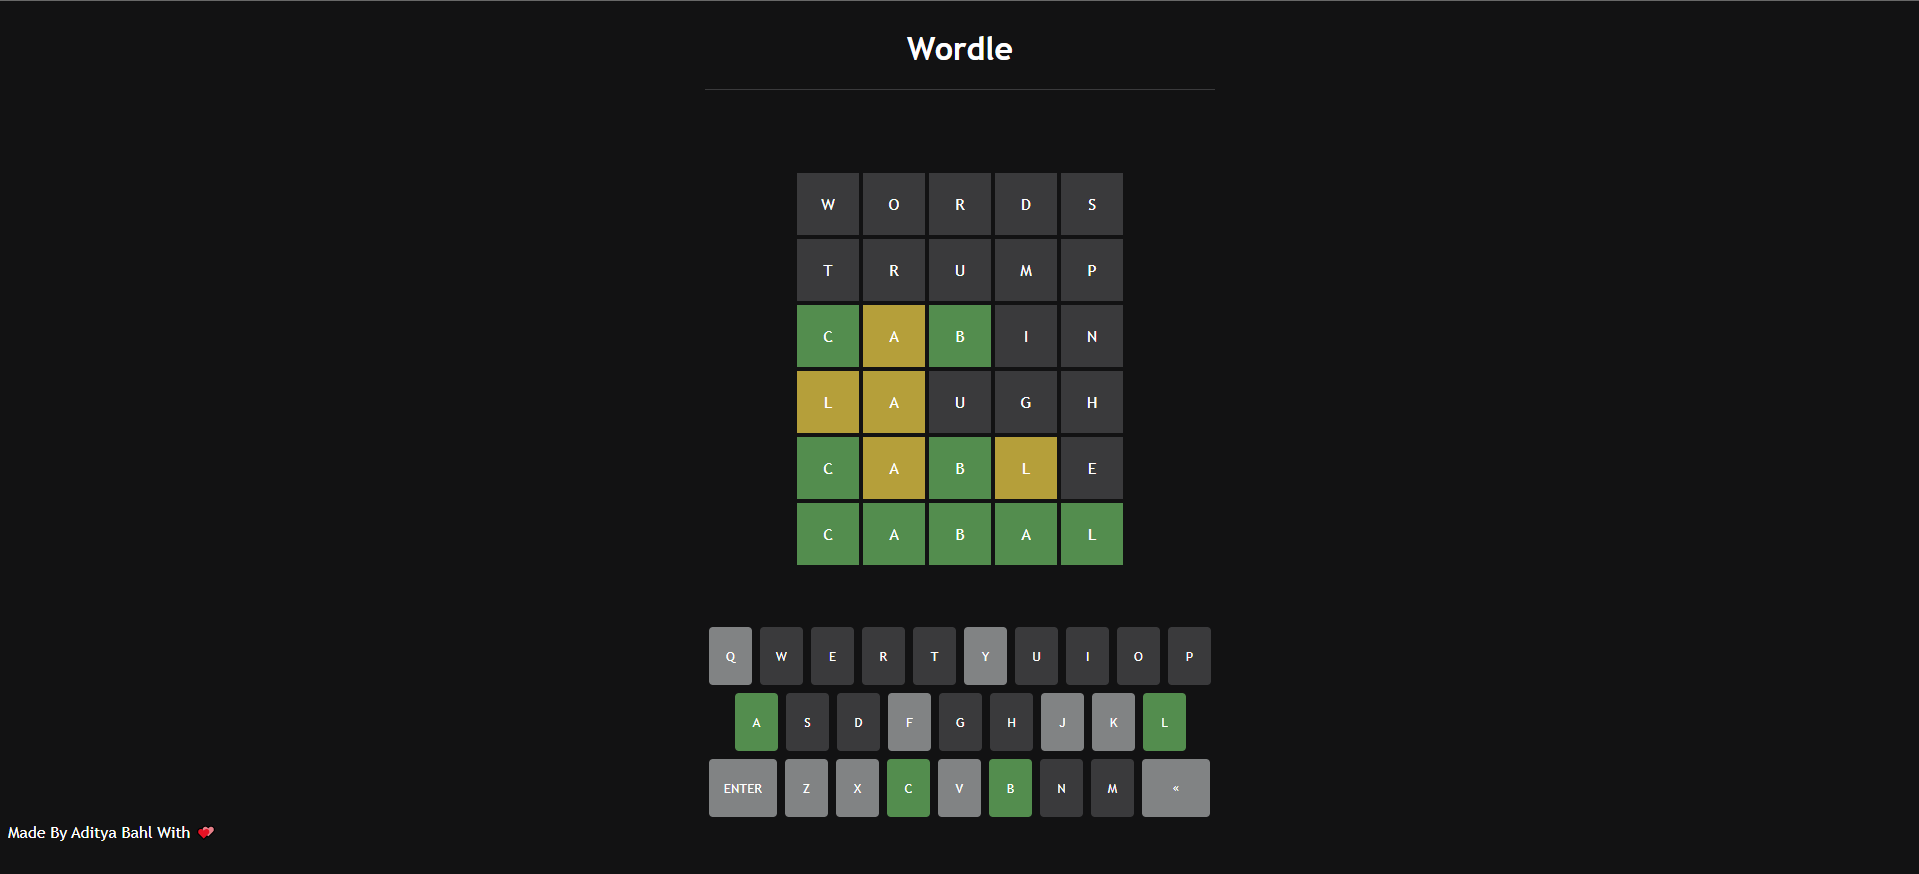 Wordle
W O R D S
T R U M P
C A B I N
L A U G H
C A B L E
C A B A L
Q W E R T Y U I O P
A S D F G H J K L
ENTER Z X C V B N M «
Made By Aditya Bahl With 💕